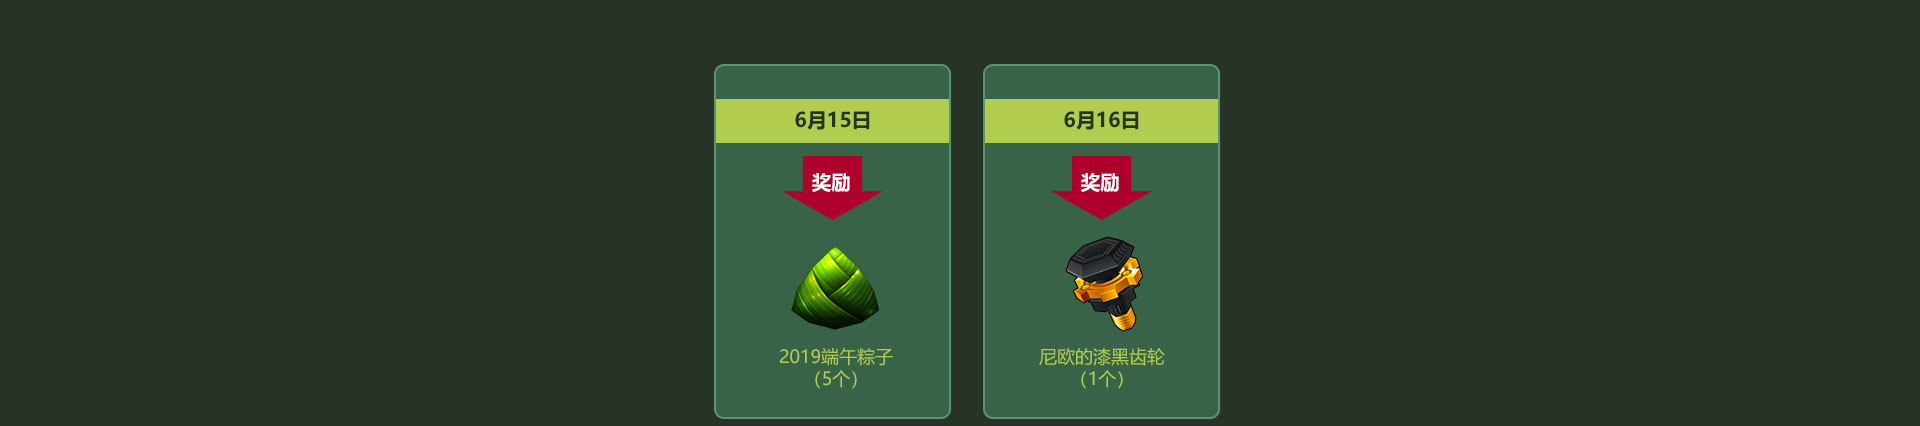 6月15日
奖励
2019端午粽子
（5个）
6月16日
奖励
尼欧的漆黑齿轮
（1个）